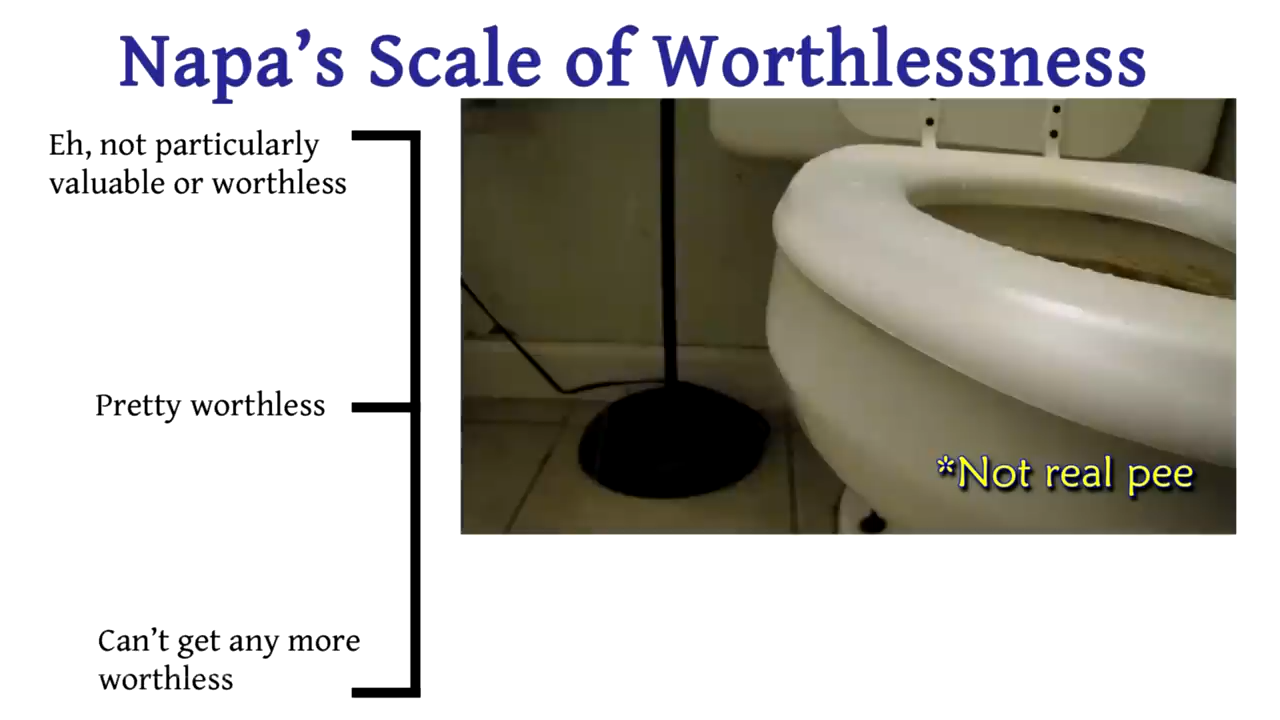 Napa's Scale of Worthlessness
Eh, not particularly
valuable or worthless
Pretty worthless
*Not real pee
Can't get any more
worthless